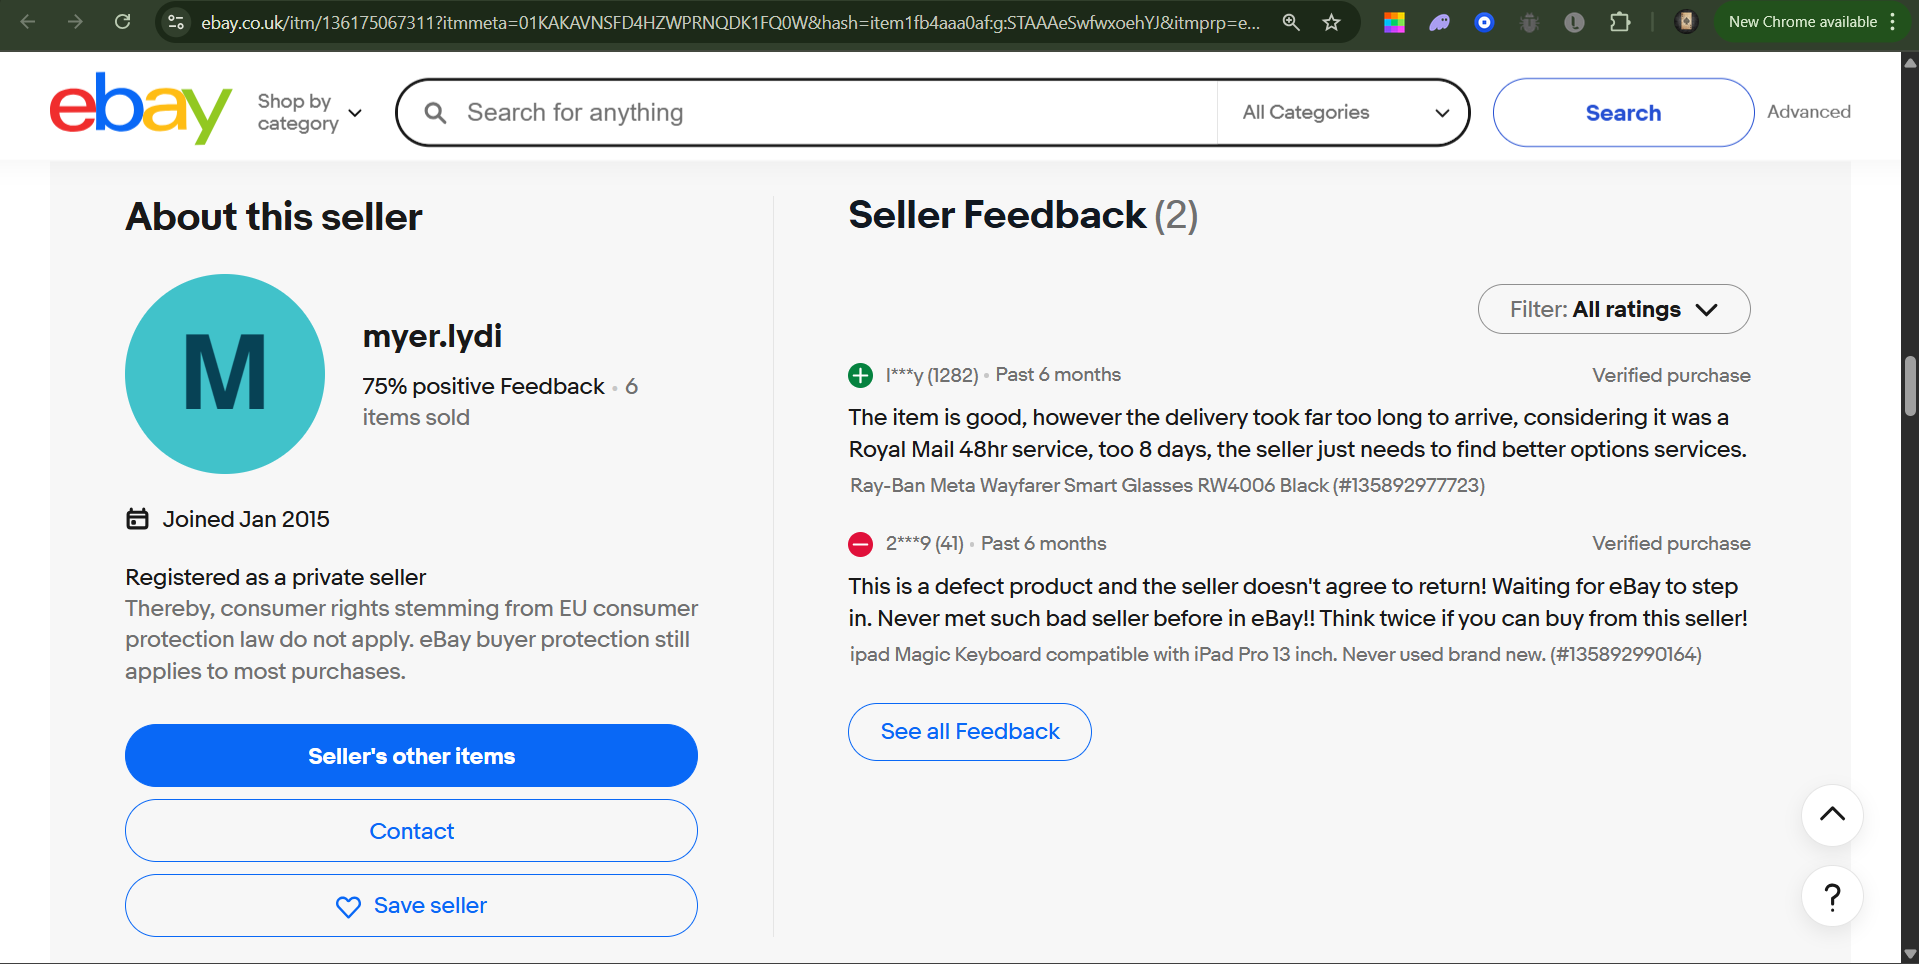 ebay.co.uk/itm/136175067311?itmmeta=01KAKAVNSFD4HZWPRNQDK1FQ0W&hash=item1fb4aaa0af:g:STAAAeSwfwxoehYJ&itmprp=e...
New Chrome available
ebay
Shop by
category
Search for anything
All Categories
Search
Advanced
About this seller
M
myer.lydi
75% positive Feedback • 6
items sold
Joined Jan 2015
Registered as a private seller
Thereby, consumer rights stemming from EU consumer
protection law do not apply. eBay buyer protection still
applies to most purchases.
Seller's other items
Contact
Save seller
Seller Feedback (2)
Filter: All ratings
l***y (1282) • Past 6 months
Verified purchase
The item is good, however the delivery took far too long to arrive, considering it was a
Royal Mail 48hr service, too 8 days, the seller just needs to find better options services.
Ray-Ban Meta Wayfarer Smart Glasses RW4006 Black (#135892977723)
2***9 (41) • Past 6 months
Verified purchase
This is a defect product and the seller doesn't agree to return! Waiting for eBay to step
in. Never met such bad seller before in eBay!! Think twice if you can buy from this seller!
ipad Magic Keyboard compatible with iPad Pro 13 inch. Never used brand new. (#135892990164)
See all Feedback
?